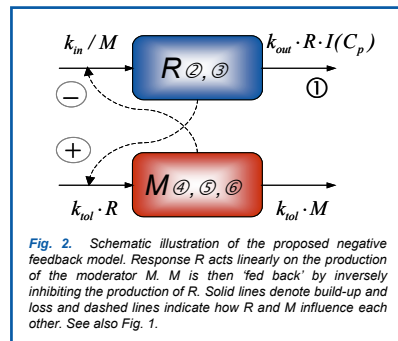 k_in / M
k_out · R · I(C_p)
R ②, ③
①
−
+
M ④, ⑤, ⑥
k_tol · R
k_tol · M
Fig. 2. Schematic illustration of the proposed negative
feedback model. Response R acts linearly on the production
of the moderator M. M is then ‘fed back’ by inversely
inhibiting the production of R. Solid lines denote build-up and
loss and dashed lines indicate how R and M influence each
other. See also Fig. 1.